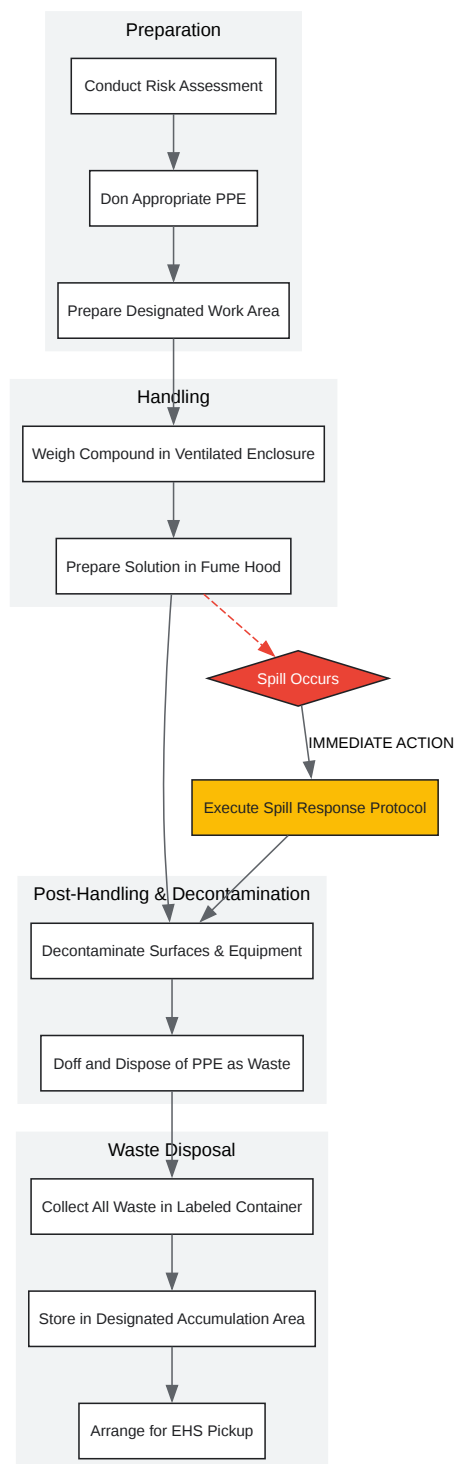 Preparation
Conduct Risk Assessment
Don Appropriate PPE
Prepare Designated Work Area
Handling
Weigh Compound in Ventilated Enclosure
Prepare Solution in Fume Hood
Spill Occurs
IMMEDIATE ACTION
Execute Spill Response Protocol
Post-Handling & Decontamination
Decontaminate Surfaces & Equipment
Doff and Dispose of PPE as Waste
Waste Disposal
Collect All Waste in Labeled Container
Store in Designated Accumulation Area
Arrange for EHS Pickup